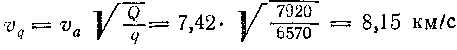 v_q = v_a √(Q/q) = 7,42 · √(7920/6570) = 8,15 км/с